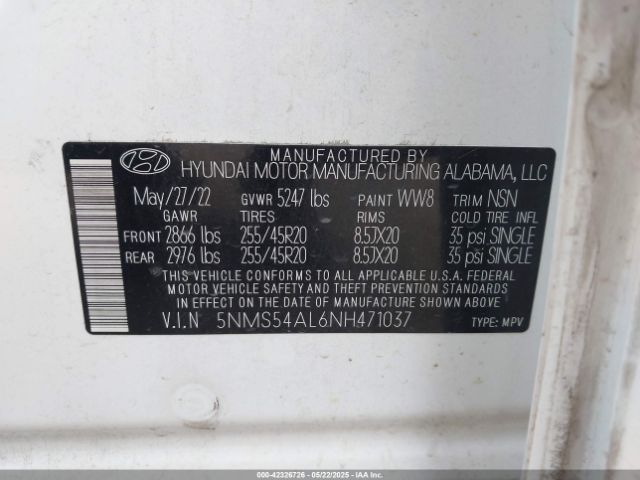 MANUFACTURED BY
HYUNDAI MOTOR MANUFACTURING ALABAMA, LLC
May/27/22 GVWR 5247 lbs PAINT WW8 TRIM NSN
GAWR TIRES RIMS COLD TIRE INFL
FRONT 2866 lbs 255/45R20 8.5JX20 35 psi SINGLE
REAR 2976 lbs 255/45R20 8.5JX20 35 psi SINGLE
THIS VEHICLE CONFORMS TO ALL APPLICABLE U.S.A. FEDERAL
MOTOR VEHICLE SAFETY AND THEFT PREVENTION STANDARDS
IN EFFECT ON THE DATE OF MANUFACTURE SHOWN ABOVE
V.I.N 5NMS54AL6NH471037 TYPE: MPV
000-42326726 - 05/22/2025 - © COPYRIGHT IAA, LLC